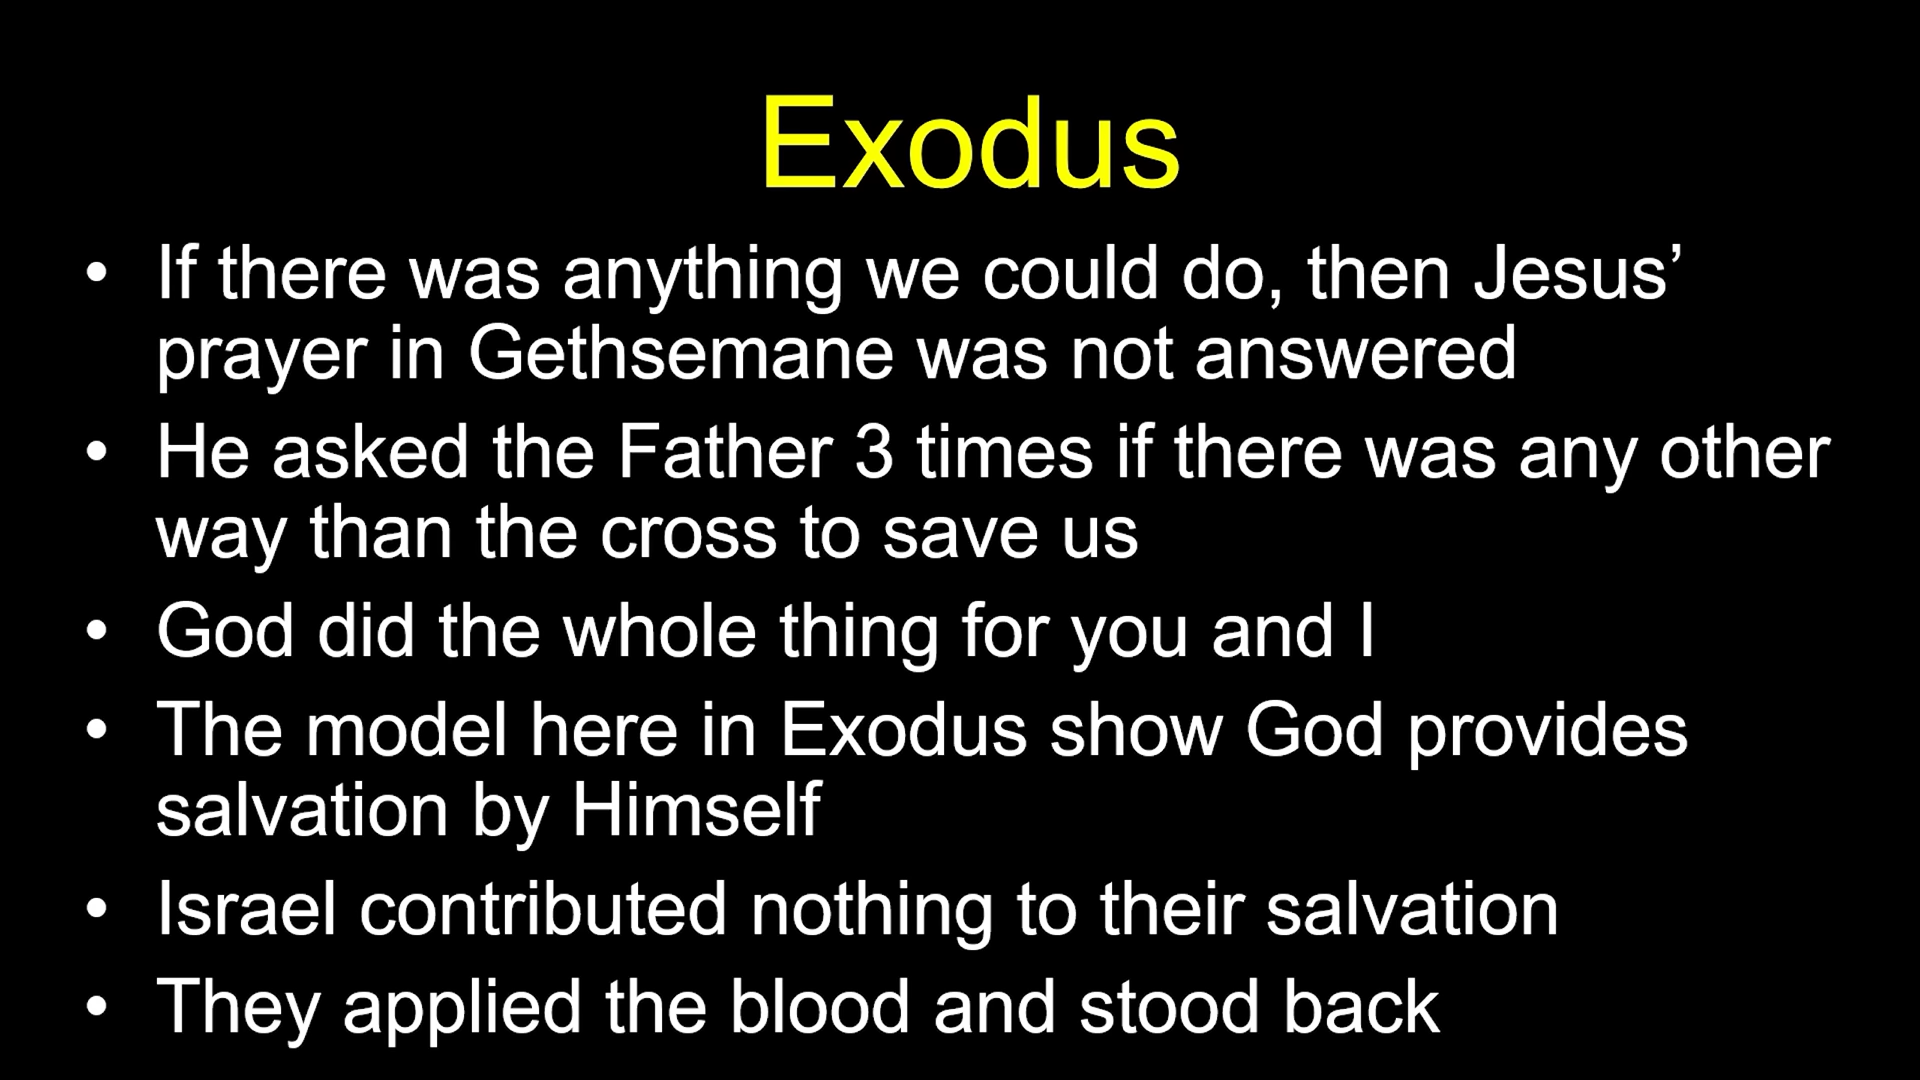 Exodus
• If there was anything we could do, then Jesus’
prayer in Gethsemane was not answered
• He asked the Father 3 times if there was any other
way than the cross to save us
• God did the whole thing for you and I
• The model here in Exodus show God provides
salvation by Himself
• Israel contributed nothing to their salvation
• They applied the blood and stood back